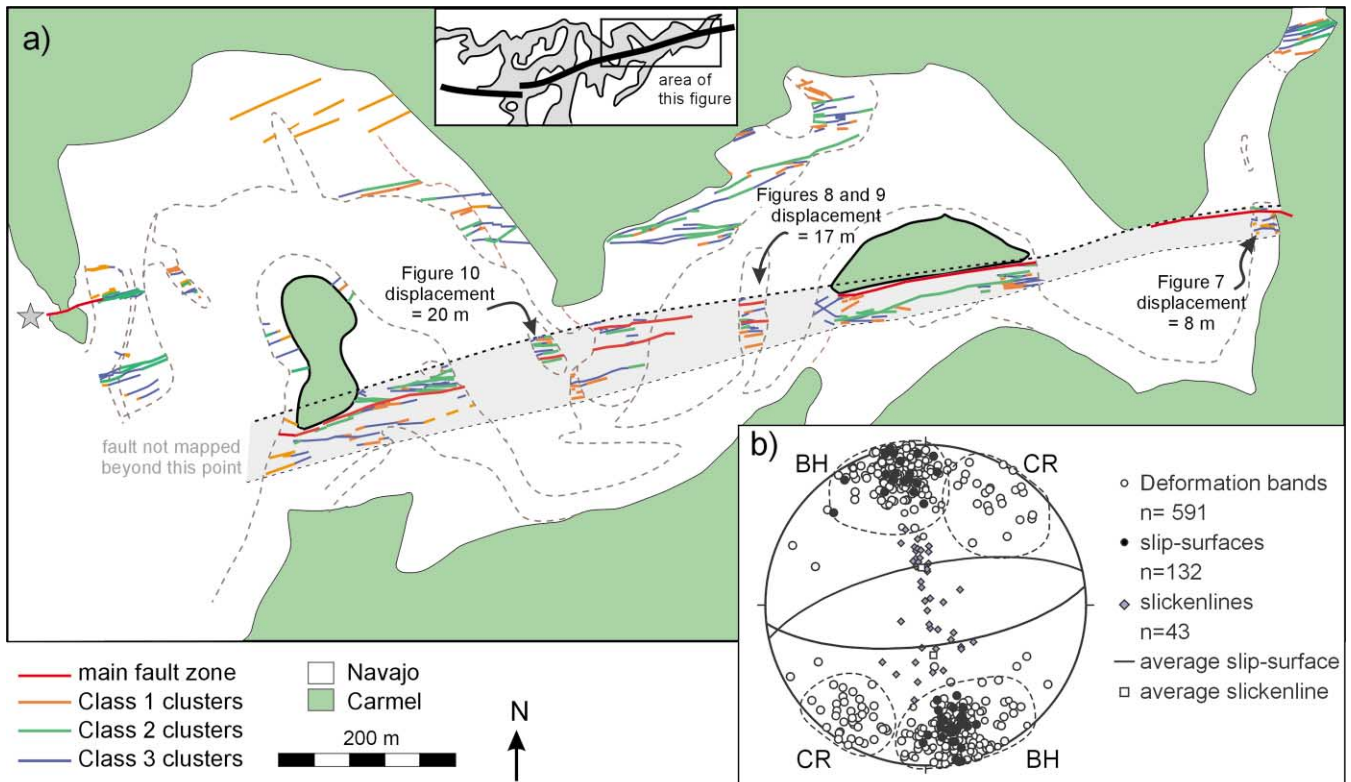 a)
area of
this figure
Figures 8 and 9
displacement
= 17 m
Figure 10
displacement
= 20 m
Figure 7
displacement
= 8 m
fault not mapped
beyond this point
main fault zone
Class 1 clusters
Class 2 clusters
Class 3 clusters
Navajo
Carmel
200 m
N
b)
BH
CR
CR
BH
Deformation bands
n= 591
slip-surfaces
n=132
slickenlines
n=43
average slip-surface
average slickenline